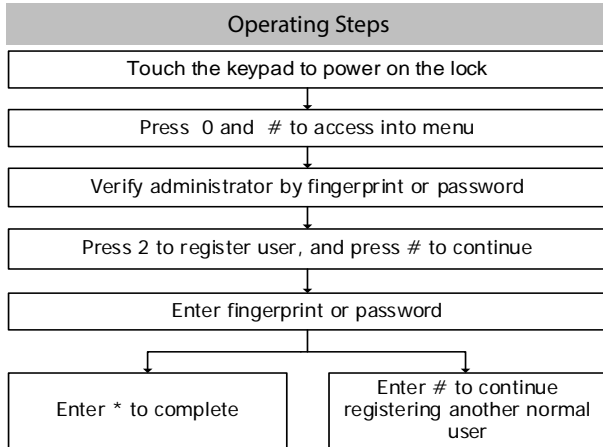 Operating Steps
Touch the keypad to power on the lock
Press 0 and # to access into menu
Verify administrator by fingerprint or password
Press 2 to register user, and press # to continue
Enter fingerprint or password
Enter * to complete
Enter # to continue
registering another normal
user